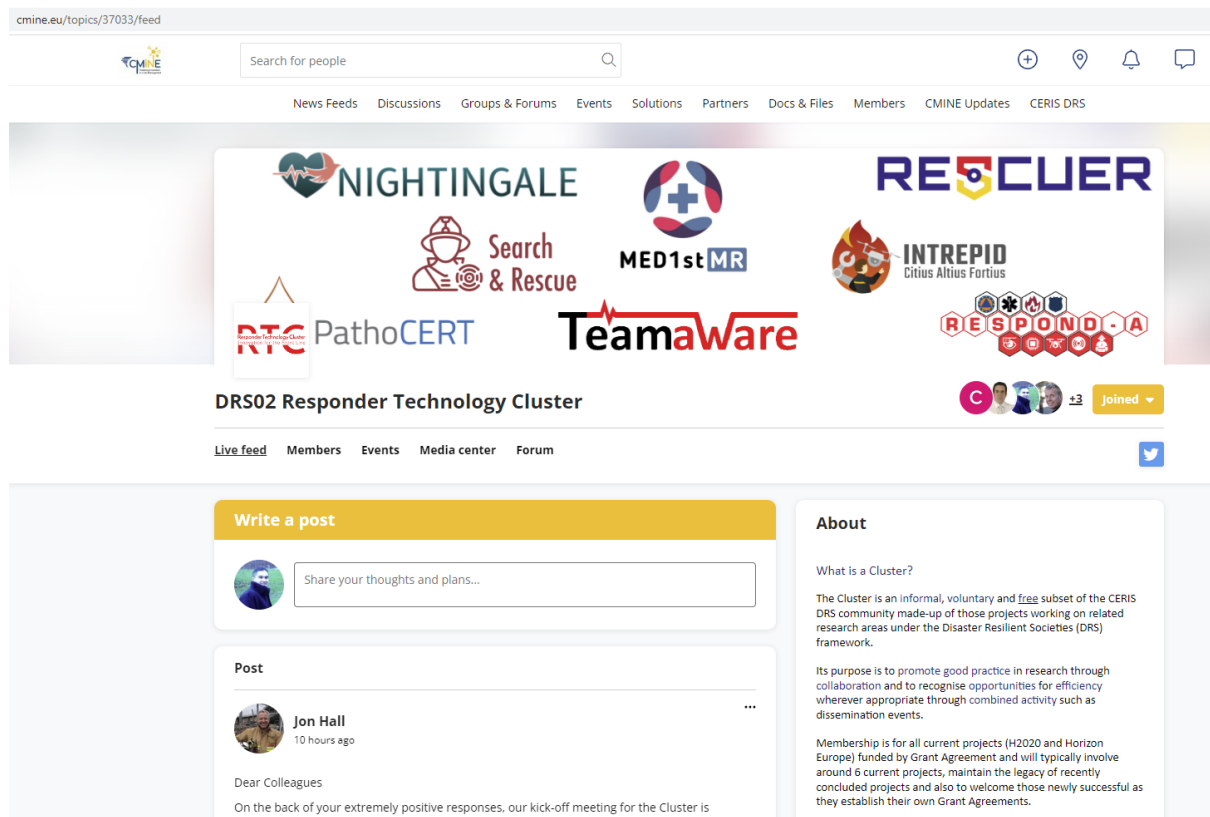 cmine.eu/topics/37033/feed
CMINE
Search for people
News Feeds Discussions Groups & Forums Events Solutions Partners Docs & Files Members CMINE Updates CERIS DRS
NIGHTINGALE
RESCUER
Search
& Rescue
MED1stMR
INTREPID
Citius Altius Fortius
RTC
Responder Technology Cluster
PathoCERT
TeamaWare
RESPOND-A
DRS02 Responder Technology Cluster
C
+3
Joined
Live feed Members Events Media center Forum
Write a post
Share your thoughts and plans...
Post
Jon Hall
10 hours ago
Dear Colleagues
On the back of your extremely positive responses, our kick-off meeting for the Cluster is
About
What is a Cluster?
The Cluster is an informal, voluntary and free subset of the CERIS
DRS community made-up of those projects working on related
research areas under the Disaster Resilient Societies (DRS)
framework.
Its purpose is to promote good practice in research through
collaboration and to recognise opportunities for efficiency
wherever appropriate through combined activity such as
dissemination events.
Membership is for all current projects (H2020 and Horizon
Europe) funded by Grant Agreement and will typically involve
around 6 current projects, maintain the legacy of recently
concluded projects and also to welcome those newly successful as
they establish their own Grant Agreements.